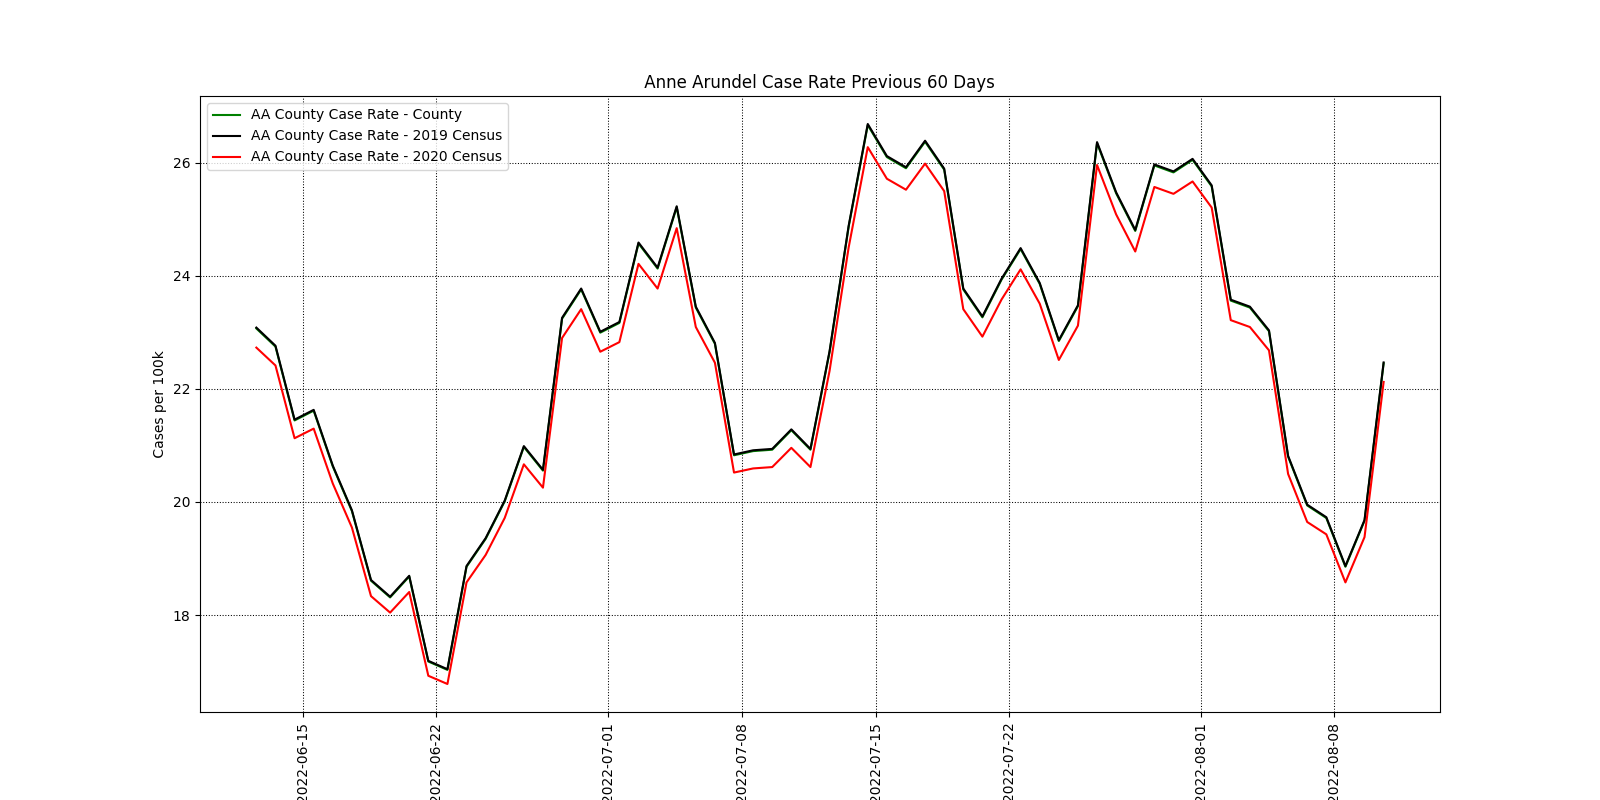 Anne Arundel Case Rate Previous 60 Days
AA County Case Rate - County
AA County Case Rate - 2019 Census
AA County Case Rate - 2020 Census
Cases per 100k
26
24
22
20
18
2022-06-15
2022-06-22
2022-07-01
2022-07-08
2022-07-15
2022-07-22
2022-08-01
2022-08-08